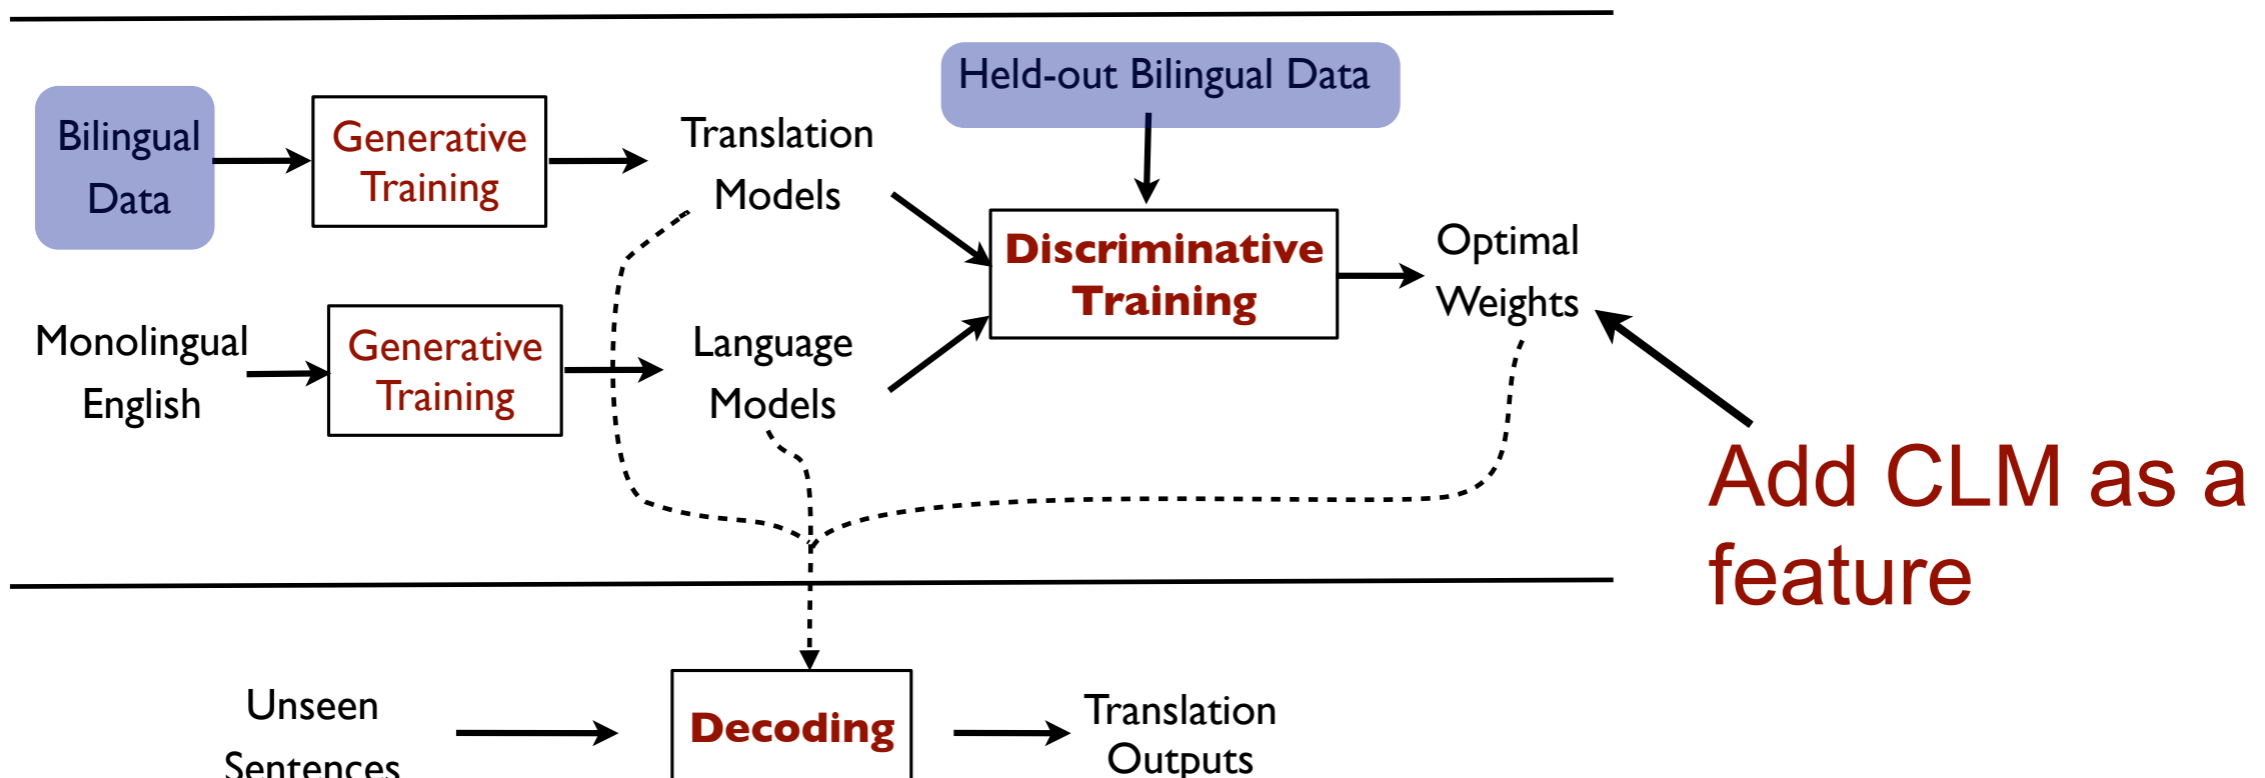 Held-out Bilingual Data
Bilingual
Data
Generative
Training
Translation
Models
Discriminative
Training
Optimal
Weights
Monolingual
English
Generative
Training
Language
Models
Add CLM as a
feature
Unseen
Sentences
Decoding
Translation
Outputs